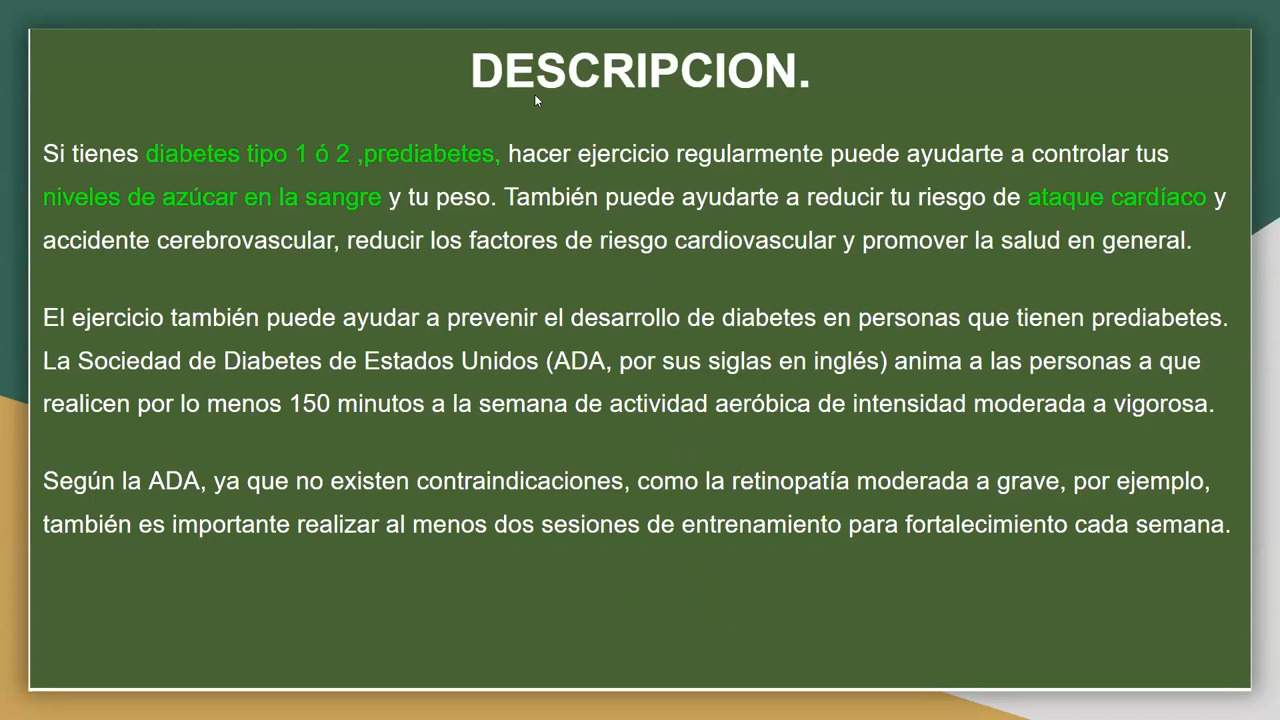 DESCRIPCION.
Si tienes diabetes tipo 1 ó 2 ,prediabetes, hacer ejercicio regularmente puede ayudarte a controlar tus
niveles de azúcar en la sangre y tu peso. También puede ayudarte a reducir tu riesgo de ataque cardíaco y
accidente cerebrovascular, reducir los factores de riesgo cardiovascular y promover la salud en general.
El ejercicio también puede ayudar a prevenir el desarrollo de diabetes en personas que tienen prediabetes.
La Sociedad de Diabetes de Estados Unidos (ADA, por sus siglas en inglés) anima a las personas a que
realicen por lo menos 150 minutos a la semana de actividad aeróbica de intensidad moderada a vigorosa.
Según la ADA, ya que no existen contraindicaciones, como la retinopatía moderada a grave, por ejemplo,
también es importante realizar al menos dos sesiones de entrenamiento para fortalecimiento cada semana.